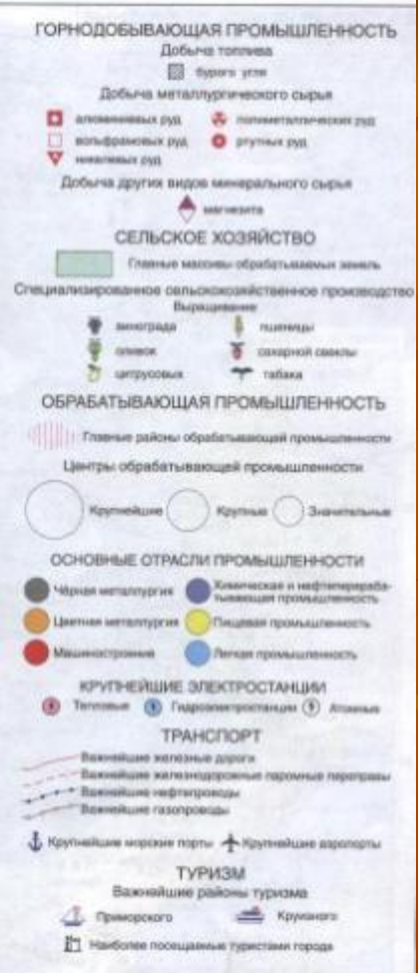 ГОРНОДОБЫВАЮЩАЯ ПРОМЫШЛЕННОСТЬ
Добыча топлива
бурого угля
Добыча металлургического сырья
алюминиевых руд полиметаллических руд
вольфрамовых руд ртутных руд
никелевых руд
Добыча других видов минерального сырья
магнезита
СЕЛЬСКОЕ ХОЗЯЙСТВО
Главные массивы обрабатываемых земель
Специализированное сельскохозяйственное производство
Выращивание
винограда пшеницы
оливок сахарной свеклы
цитрусовых табака
ОБРАБАТЫВАЮЩАЯ ПРОМЫШЛЕННОСТЬ
Главные районы обрабатывающей промышленности
Центры обрабатывающей промышленности
Крупнейшие Крупные Значительные
ОСНОВНЫЕ ОТРАСЛИ ПРОМЫШЛЕННОСТИ
Чёрная металлургия Химическая и нефтеперераба-
тывающая промышленность
Цветная металлургия Пищевая промышленность
Машиностроение Легкая промышленность
КРУПНЕЙШИЕ ЭЛЕКТРОСТАНЦИИ
Тепловые Гидроэлектростанции Атомные
ТРАНСПОРТ
Важнейшие железные дороги
Важнейшие железнодорожные паромные переправы
Важнейшие нефтепроводы
Важнейшие газопроводы
Крупнейшие морские порты Крупнейшие аэропорты
ТУРИЗМ
Важнейшие районы туризма
Приморского Круизного
Наиболее посещаемые туристами города